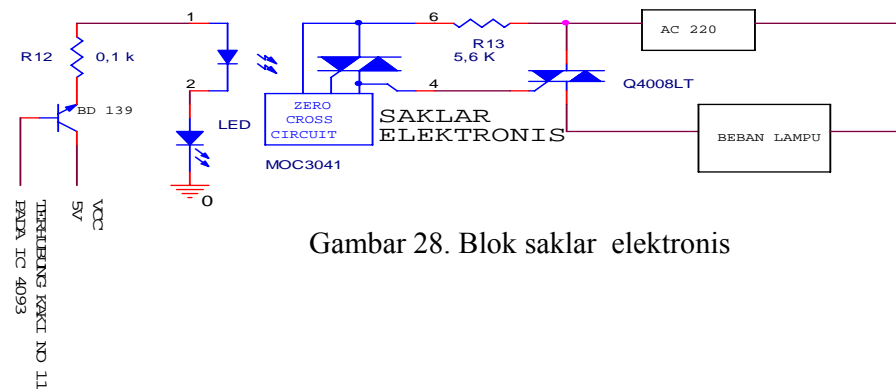 1
6
AC 220
R12
0,1 k
R13
5,6 K
2
4
Q4008LT
BD 139
LED
ZERO
CROSS
CIRCUIT
SAKLAR
ELEKTRONIS
BEBAN LAMPU
MOC3041
0
VCC
5V
TERHUBUNG KAKI NO 11
PADA IC 4093
Gambar 28. Blok saklar elektronis